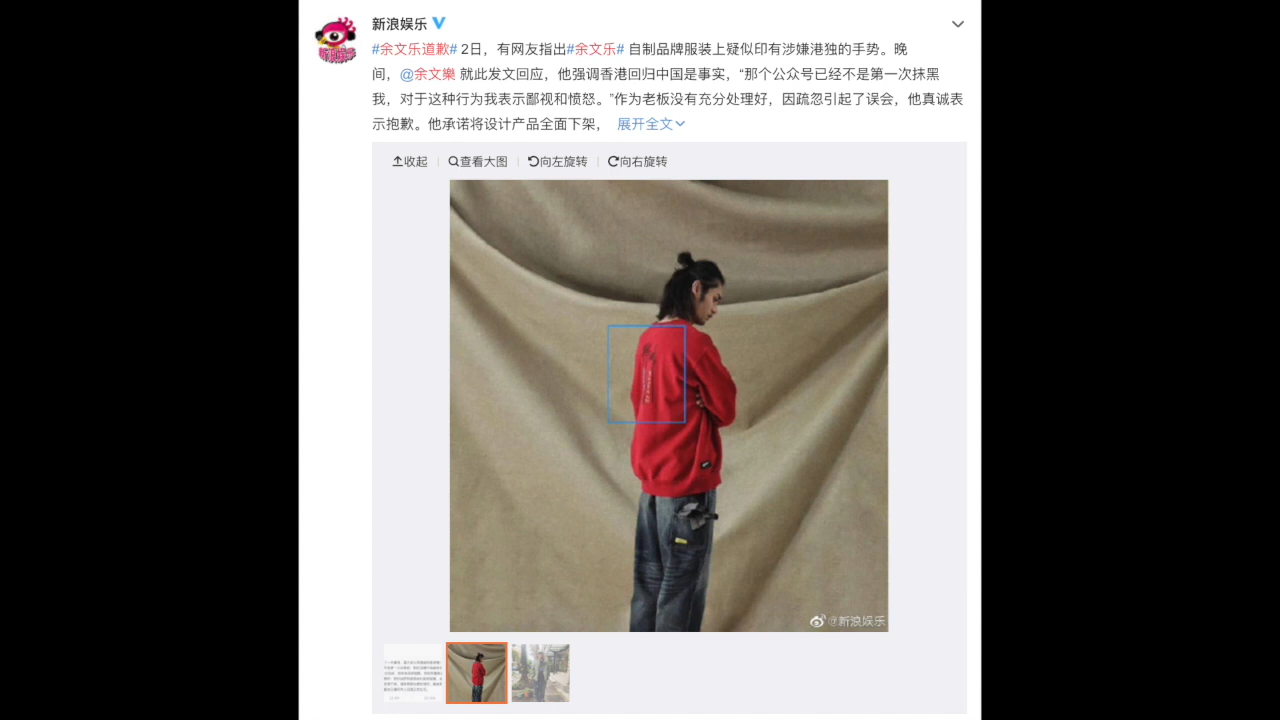 新浪娱乐
#余文乐道歉# 2日，有网友指出#余文乐# 自制品牌服装上疑似印有涉嫌港独的手势。晚
间，@余文樂 就此发文回应，他强调香港回归中国是事实，“那个公众号已经不是第一次抹黑
我，对于这种行为我表示鄙视和愤怒。”作为老板没有充分处理好，因疏忽引起了误会，他真诚表
示抱歉。他承诺将设计产品全面下架， 展开全文
收起 查看大图 向左旋转 向右旋转
@新浪娱乐